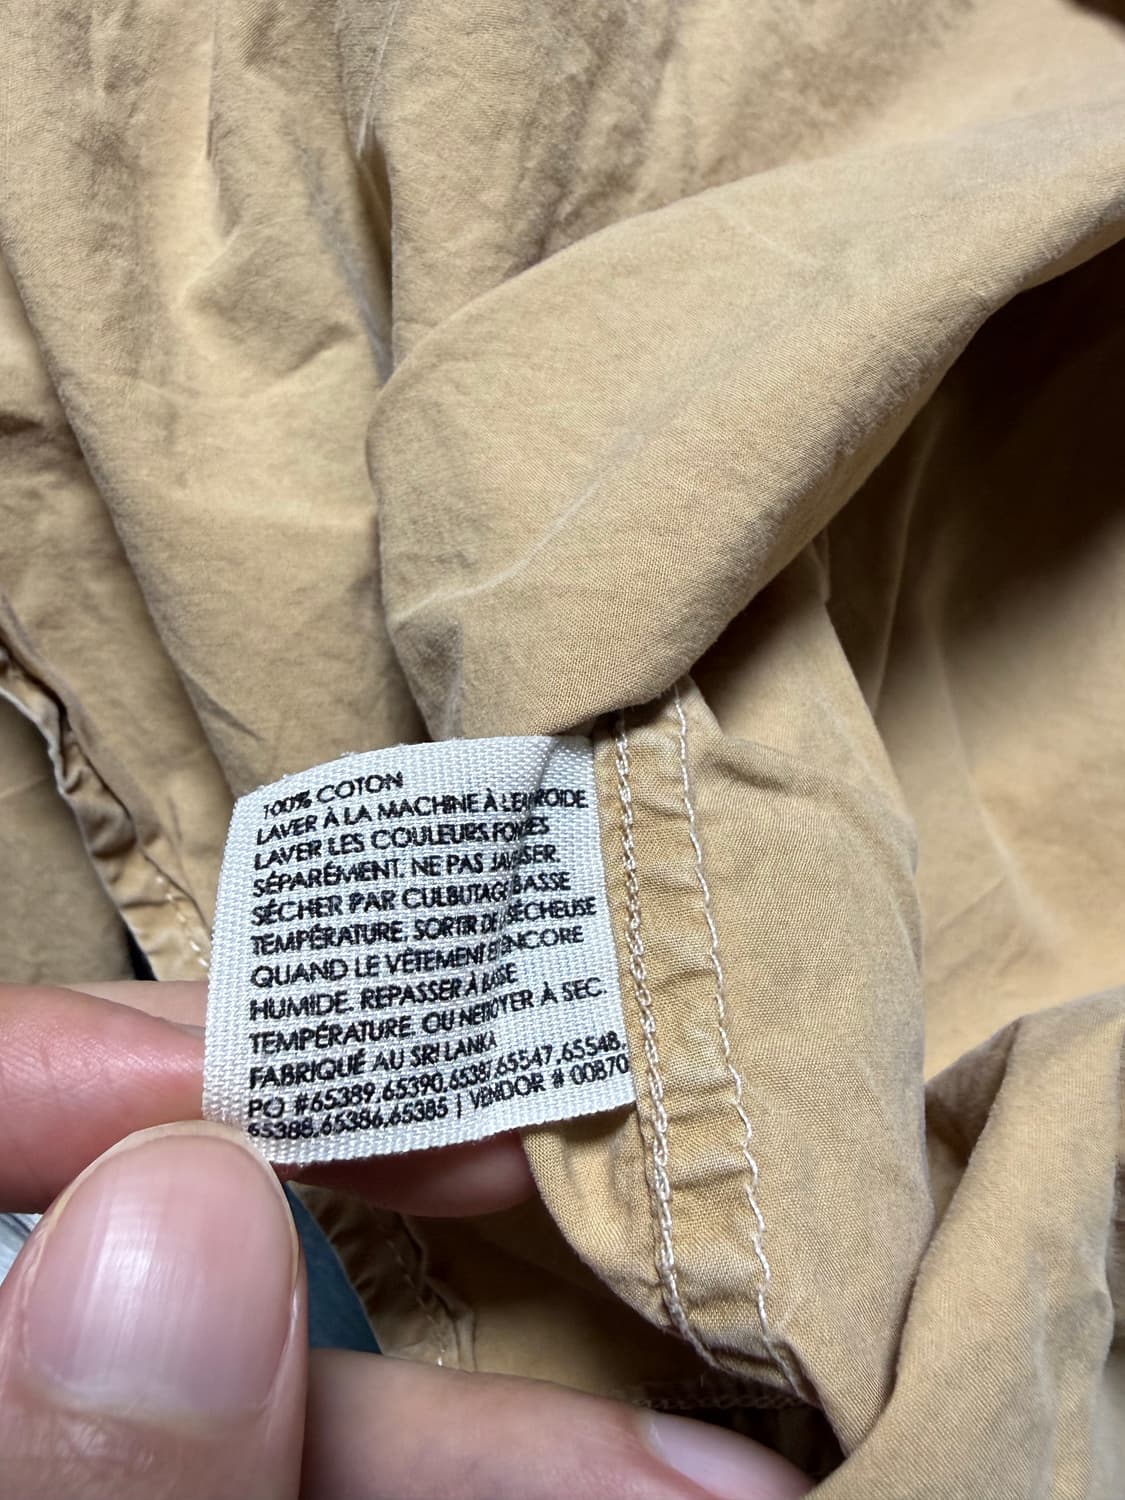 100% COTON
LAVER À LA MACHINE À L'EAU FROIDE
LAVER LES COULEURS FONCÉES
SÉPARÉMENT. NE PAS JAVELLISER.
SÉCHER PAR CULBUTAGE BASSE
TEMPÉRATURE. SORTIR DE SÉCHEUSE
QUAND LE VÊTEMENT EST ENCORE
HUMIDE. REPASSER À BASSE
TEMPÉRATURE. OU NETTOYER À SEC.
FABRIQUÉ AU SRI LANKA
PO #65389,65390,65387,65547,65548,
65388,65386,65385 | VENDOR # 00870